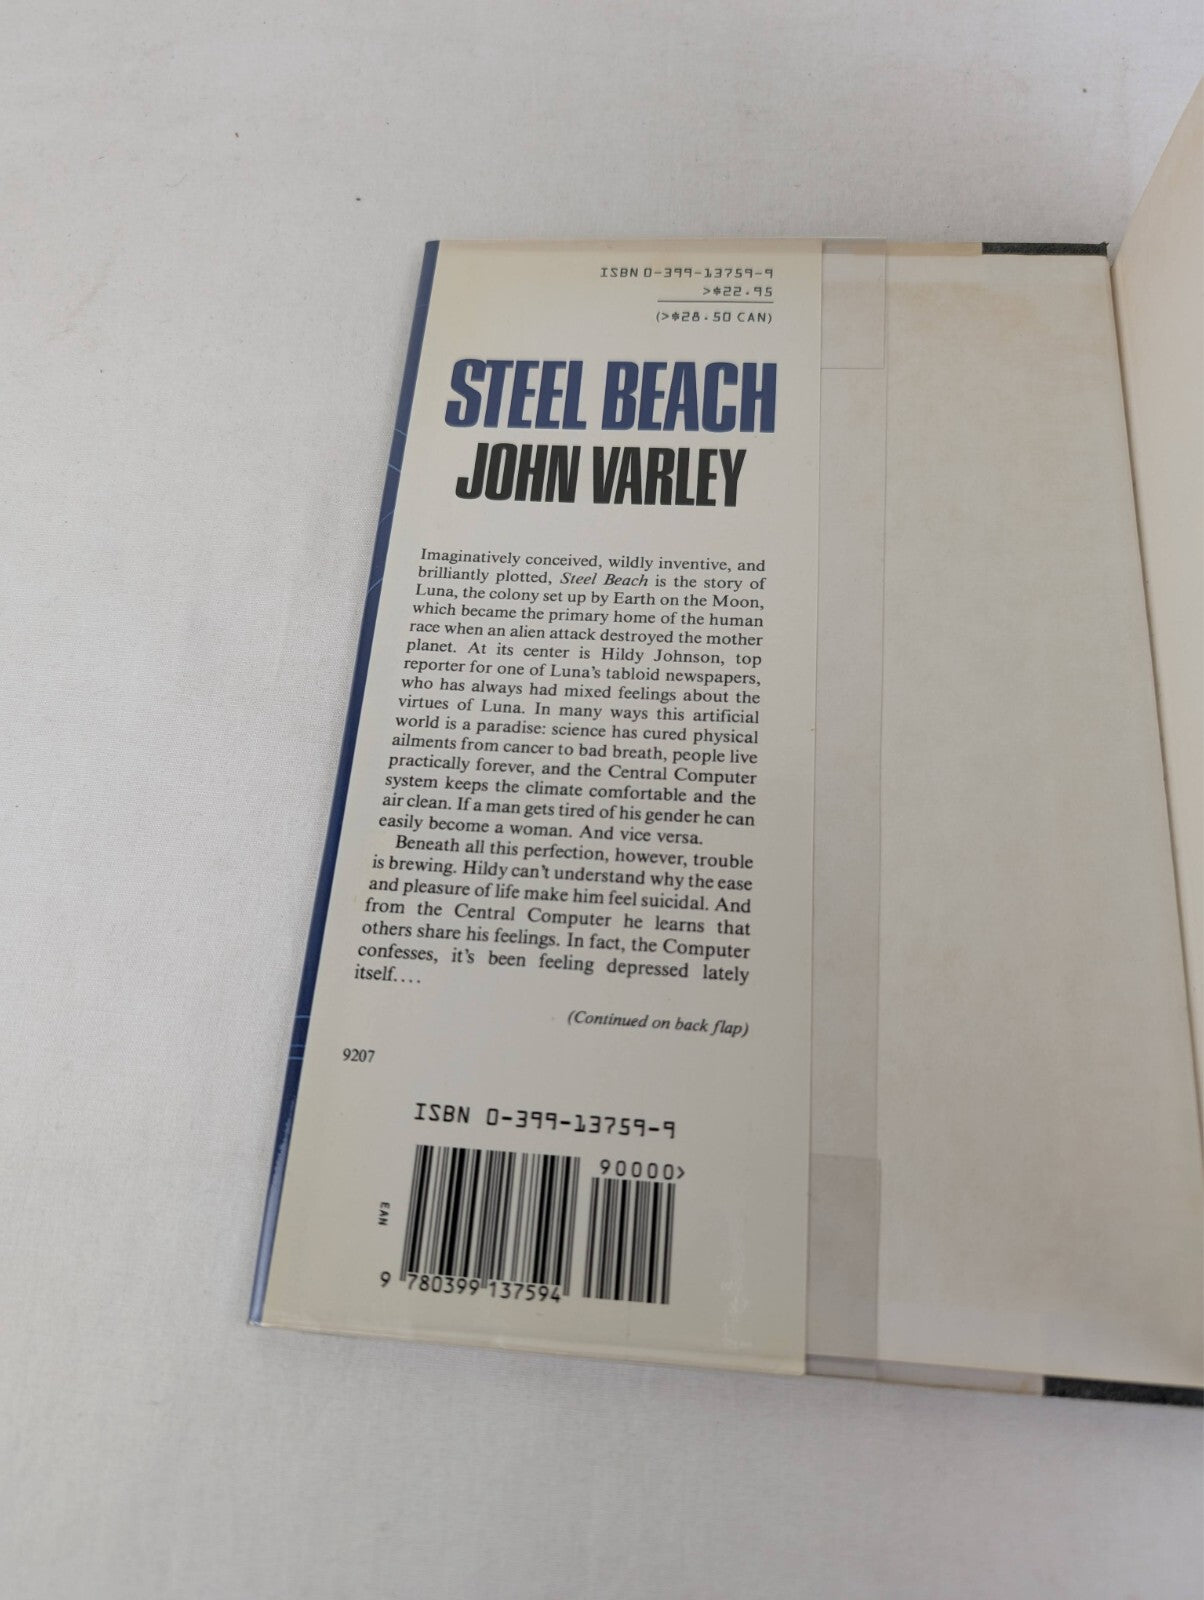 ISBN 0-399-13759-9
>$22.95
(>$28.50 CAN)
STEEL BEACH
JOHN VARLEY
Imaginatively conceived, wildly inventive, and
brilliantly plotted, Steel Beach is the story of
Luna, the colony set up by Earth on the Moon,
which became the primary home of the human
race when an alien attack destroyed the mother
planet. At its center is Hildy Johnson, top
reporter for one of Luna's tabloid newspapers,
who has always had mixed feelings about the
virtues of Luna. In many ways this artificial
world is a paradise: science has cured physical
ailments from cancer to bad breath, people live
practically forever, and the Central Computer
system keeps the climate comfortable and the
air clean. If a man gets tired of his gender he can
easily become a woman. And vice versa.
Beneath all this perfection, however, trouble
is brewing. Hildy can't understand why the ease
and pleasure of life make him feel suicidal. And
from the Central Computer he learns that
others share his feelings. In fact, the Computer
confesses, it's been feeling depressed lately
itself....
(Continued on back flap)
9207
ISBN 0-399-13759-9
90000>
EAN
9 780399 137594